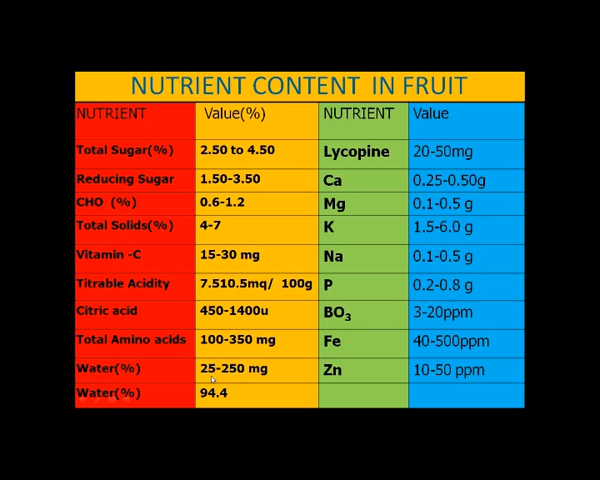 NUTRIENT CONTENT IN FRUIT
NUTRIENT Value(%) NUTRIENT Value
Total Sugar(%) 2.50 to 4.50 Lycopine 20-50mg
Reducing Sugar 1.50-3.50 Ca 0.25-0.50g
CHO (%) 0.6-1.2 Mg 0.1-0.5 g
Total Solids(%) 4-7 K 1.5-6.0 g
Vitamin -C 15-30 mg Na 0.1-0.5 g
Titrable Acidity 7.510.5mq/ 100g P 0.2-0.8 g
Citric acid 450-1400u BO3 3-20ppm
Total Amino acids 100-350 mg Fe 40-500ppm
Water(%) 25-250 mg Zn 10-50 ppm
Water(%) 94.4